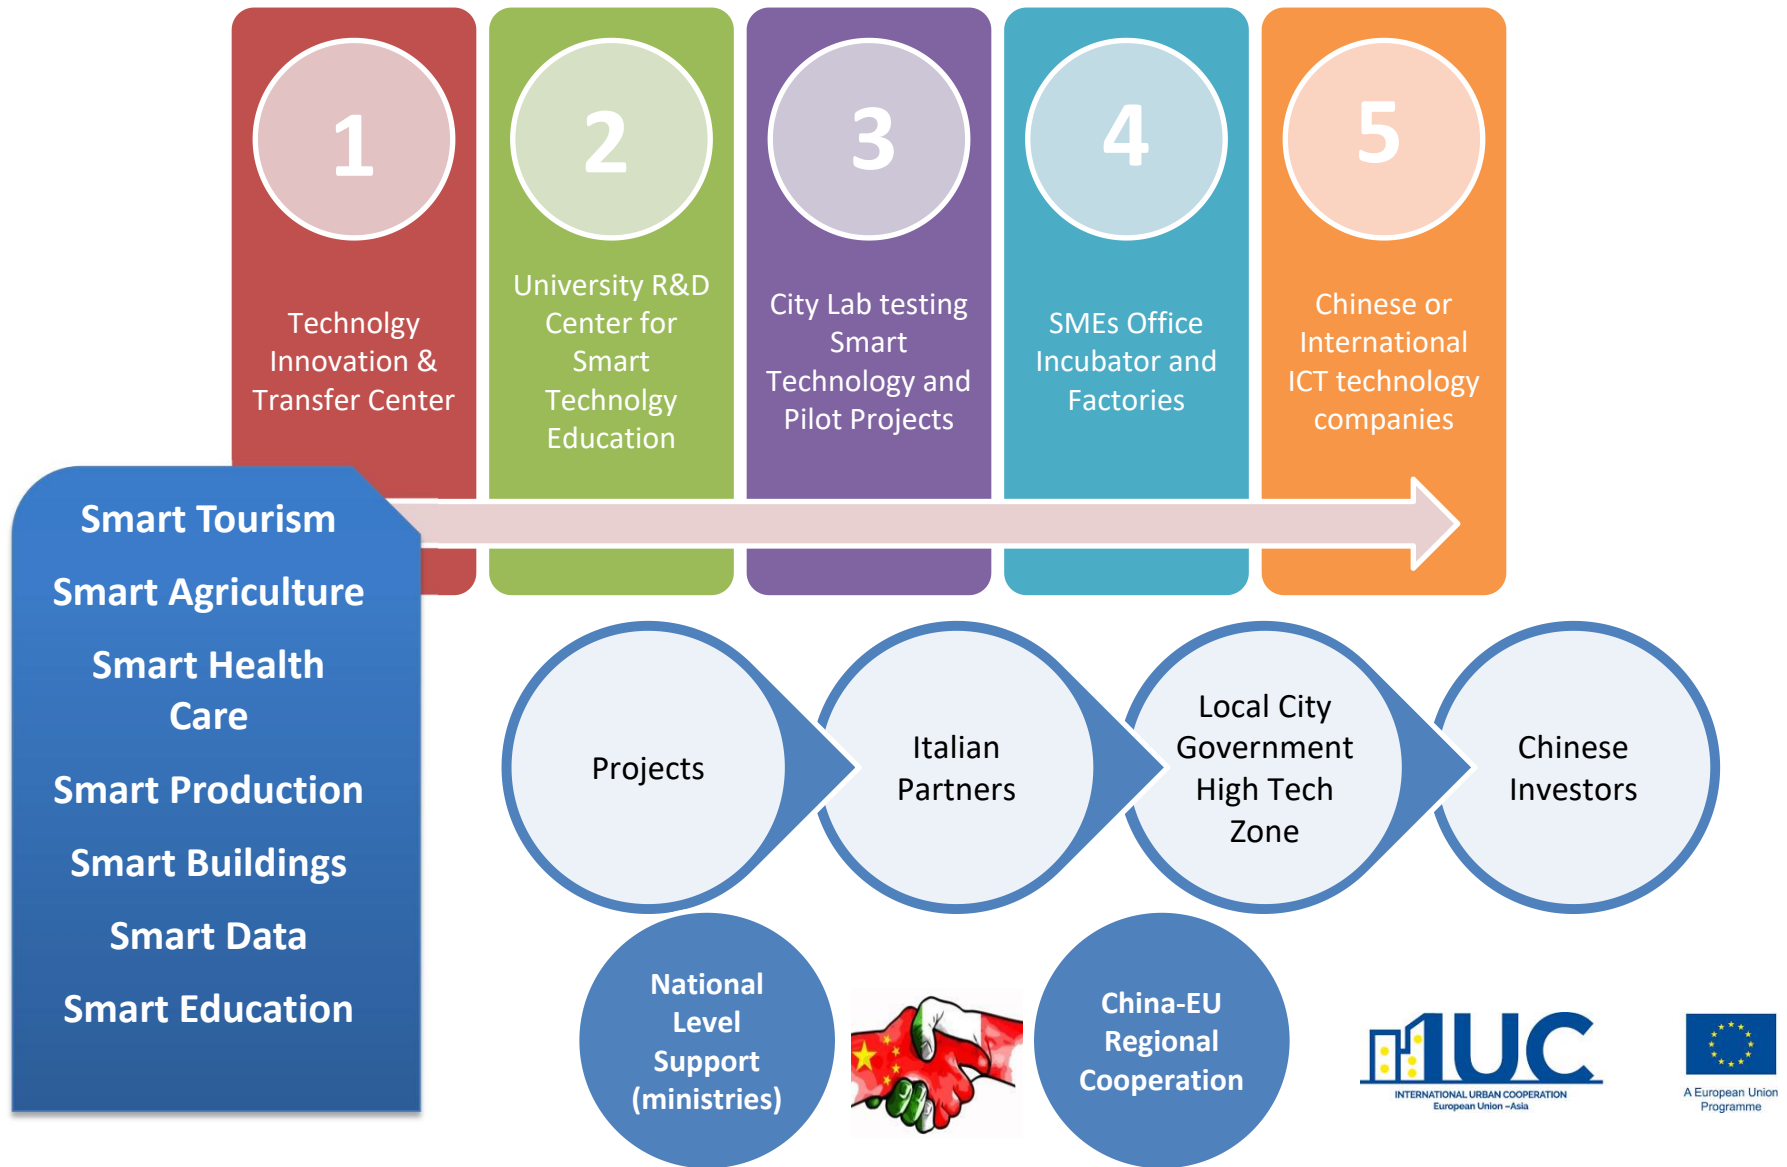 1
Technolgy
Innovation &
Transfer Center
2
University R&D
Center for
Smart
Technolgy
Education
3
City Lab testing
Smart
Technology and
Pilot Projects
4
SMEs Office
Incubator and
Factories
5
Chinese or
International
ICT technology
companies
Smart Tourism
Smart Agriculture
Smart Health
Care
Smart Production
Smart Buildings
Smart Data
Smart Education
Projects
Italian
Partners
Local City
Government
High Tech
Zone
Chinese
Investors
National
Level
Support
(ministries)
China-EU
Regional
Cooperation
IUC
INTERNATIONAL URBAN COOPERATION
European Union –Asia
A European Union
Programme